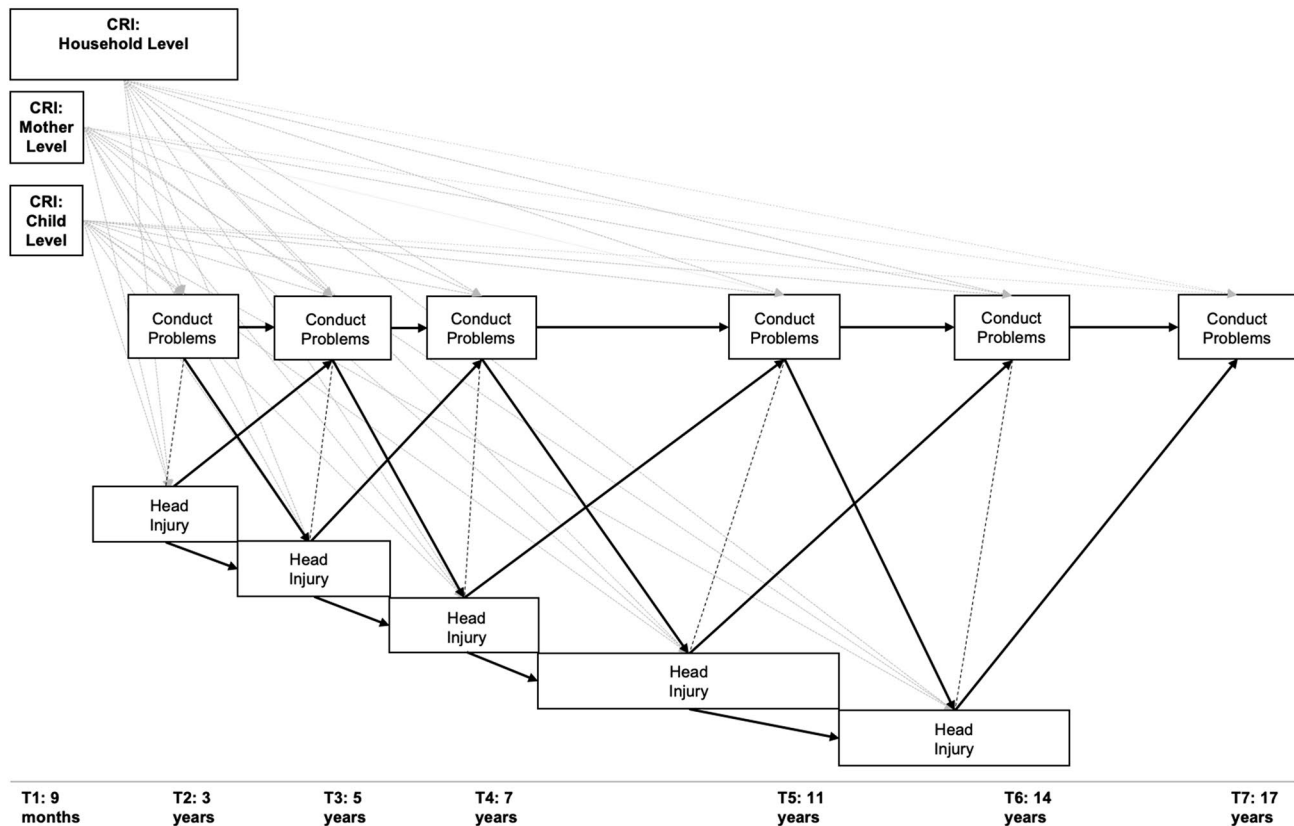 CRI:
Household Level
CRI:
Mother
Level
CRI:
Child
Level
Conduct
Problems
Conduct
Problems
Conduct
Problems
Conduct
Problems
Conduct
Problems
Conduct
Problems
Head
Injury
Head
Injury
Head
Injury
Head
Injury
Head
Injury
T1: 9
months
T2: 3
years
T3: 5
years
T4: 7
years
T5: 11
years
T6: 14
years
T7: 17
years